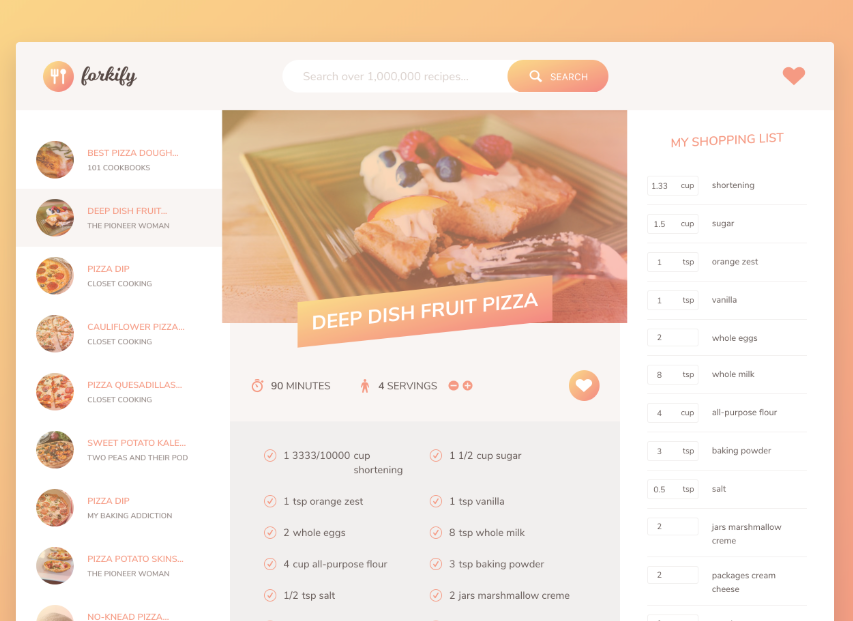 forkify
Search over 1,000,000 recipes...
SEARCH
BEST PIZZA DOUGH...
101 COOKBOOKS
DEEP DISH FRUIT...
THE PIONEER WOMAN
PIZZA DIP
CLOSET COOKING
CAULIFLOWER PIZZA...
CLOSET COOKING
PIZZA QUESADILLAS...
CLOSET COOKING
SWEET POTATO KALE...
TWO PEAS AND THEIR POD
PIZZA DIP
MY BAKING ADDICTION
PIZZA POTATO SKINS...
THE PIONEER WOMAN
NO-KNEAD PIZZA...
DEEP DISH FRUIT PIZZA
90 MINUTES
4 SERVINGS
1 3333/10000 cup
shortening
1 1/2 cup sugar
1 tsp orange zest
1 tsp vanilla
2 whole eggs
8 tsp whole milk
4 cup all-purpose flour
3 tsp baking powder
1/2 tsp salt
2 jars marshmallow creme
MY SHOPPING LIST
1.33 cup shortening
1.5 cup sugar
1 tsp orange zest
1 tsp vanilla
2 whole eggs
8 tsp whole milk
4 cup all-purpose flour
3 tsp baking powder
0.5 tsp salt
2 jars marshmallow
creme
2 packages cream
cheese